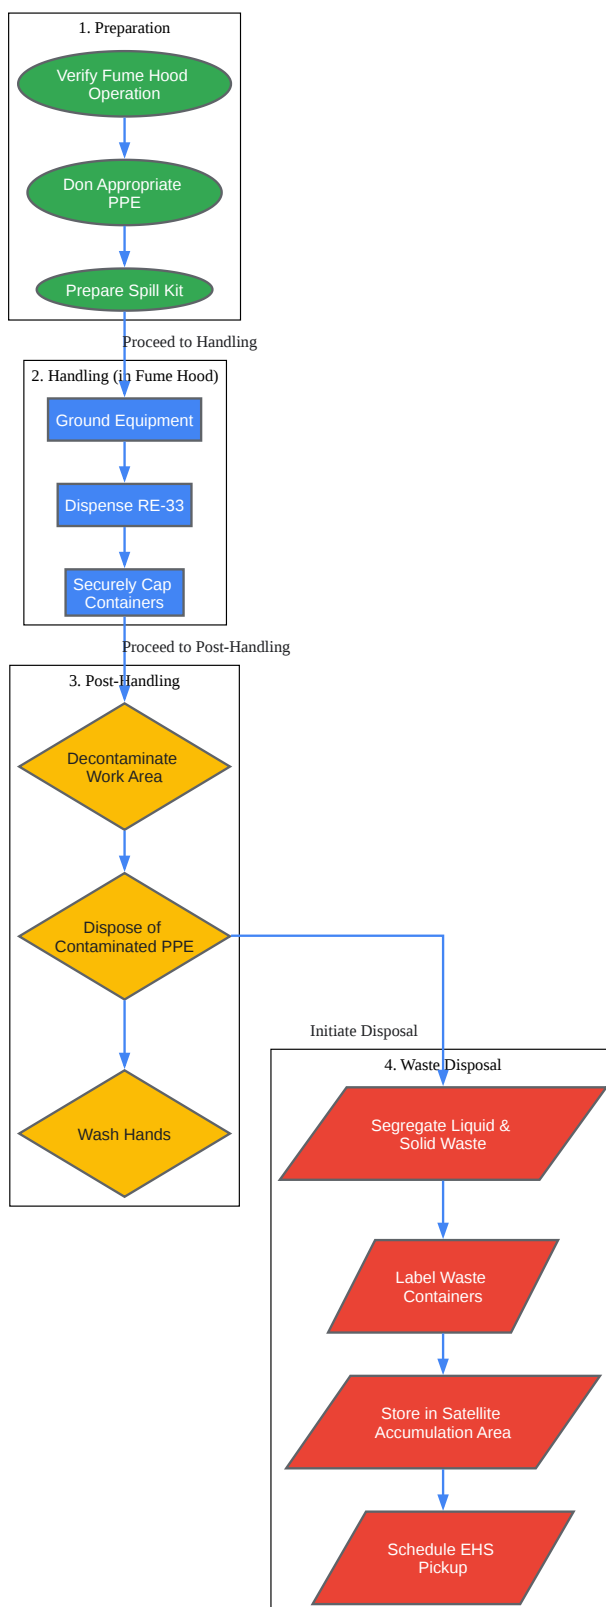 1. Preparation
Verify Fume Hood
Operation
Don Appropriate
PPE
Prepare Spill Kit
Proceed to Handling
2. Handling (in Fume Hood)
Ground Equipment
Dispense RE-33
Securely Cap
Containers
Proceed to Post-Handling
3. Post-Handling
Decontaminate
Work Area
Dispose of
Contaminated PPE
Wash Hands
Initiate Disposal
4. Waste Disposal
Segregate Liquid &
Solid Waste
Label Waste
Containers
Store in Satellite
Accumulation Area
Schedule EHS
Pickup